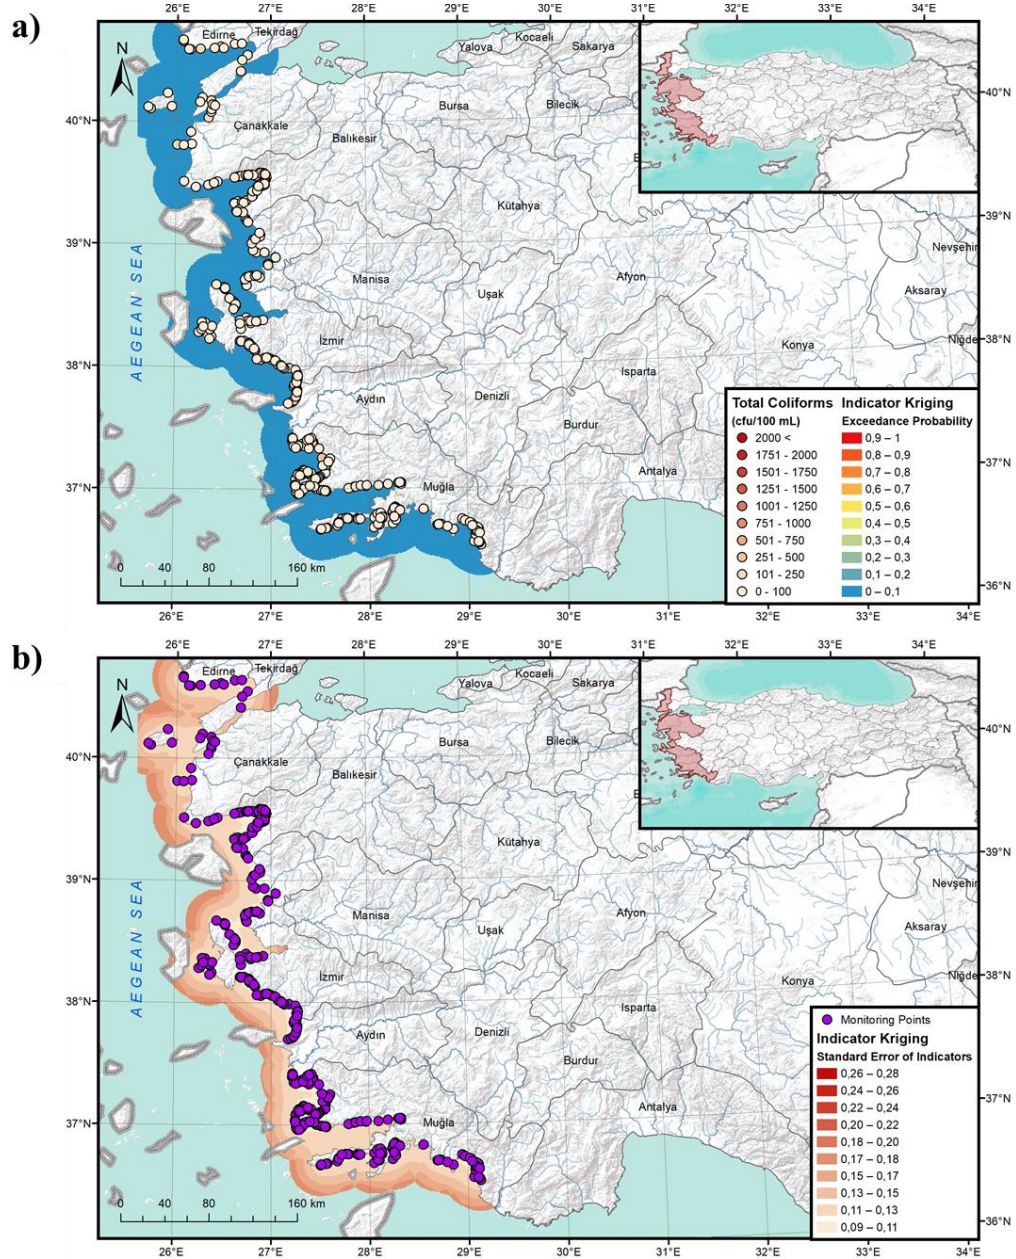 a)
26°E 27°E 28°E 29°E 30°E 31°E 32°E 33°E 34°E
N
Edirne
Tekirdağ
Yalova
Kocaeli
Sakarya
Çanakkale
Balıkesir
Bursa
Bilecik
E
40°N
40°N
39°N
39°N
38°N
38°N
37°N
37°N
36°N
AEGEAN SEA
Kütahya
Manisa
Uşak
Afyon
Nevşehir
Aksaray
Niğde
İzmir
Konya
Isparta
Aydın
Denizli
Burdur
Antalya
Muğla
Total Coliforms
(cfu/100 mL)
2000 <
1751 - 2000
1501 - 1750
1251 - 1500
1001 - 1250
751 - 1000
501 - 750
251 - 500
101 - 250
0 - 100
Indicator Kriging
Exceedance Probability
0,9 – 1
0,8 – 0,9
0,7 – 0,8
0,6 – 0,7
0,5 – 0,6
0,4 – 0,5
0,3 – 0,4
0,2 – 0,3
0,1 – 0,2
0 – 0,1
0 40 80 160 km
26°E 27°E 28°E 29°E 30°E 31°E 32°E 33°E 34°E
b)
26°E 27°E 28°E 29°E 30°E 31°E 32°E 33°E 34°E
N
Edirne
Tekirdağ
Yalova
Kocaeli
Sakarya
Çanakkale
Balıkesir
Bursa
Bilecik
E
40°N
40°N
39°N
39°N
38°N
38°N
37°N
37°N
36°N
AEGEAN SEA
Kütahya
Manisa
Uşak
Afyon
Nevşehir
Aksaray
Niğde
İzmir
Konya
Isparta
Aydın
Denizli
Burdur
Antalya
Muğla
Monitoring Points
Indicator Kriging
Standard Error of Indicators
0,26 – 0,28
0,24 – 0,26
0,22 – 0,24
0,20 – 0,22
0,18 – 0,20
0,17 – 0,18
0,15 – 0,17
0,13 – 0,15
0,11 – 0,13
0,09 – 0,11
0 40 80 160 km
26°E 27°E 28°E 29°E 30°E 31°E 32°E 33°E 34°E